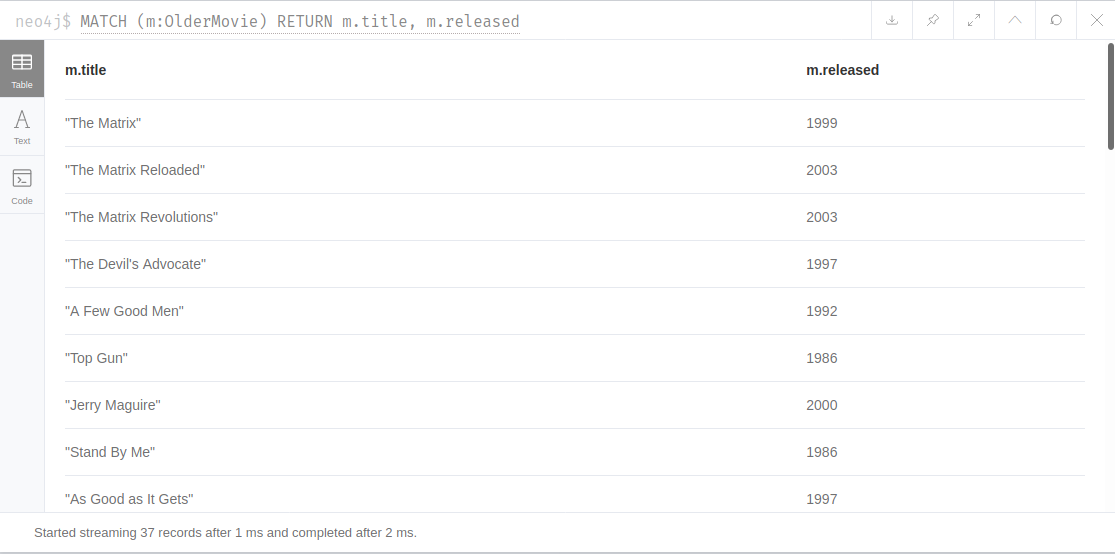 neo4j$ MATCH (m:OlderMovie) RETURN m.title, m.released
Table
Text
Code
m.title m.released
"The Matrix" 1999
"The Matrix Reloaded" 2003
"The Matrix Revolutions" 2003
"The Devil's Advocate" 1997
"A Few Good Men" 1992
"Top Gun" 1986
"Jerry Maguire" 2000
"Stand By Me" 1986
"As Good as It Gets" 1997
Started streaming 37 records after 1 ms and completed after 2 ms.